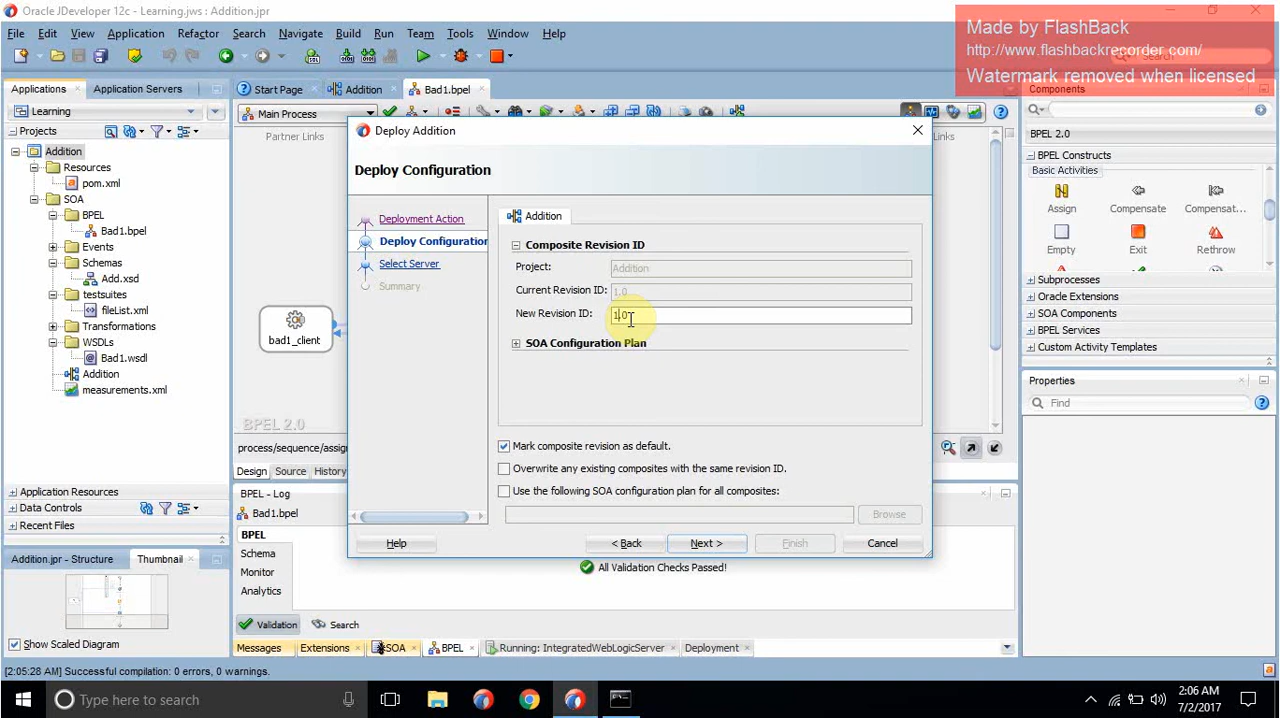 Oracle JDeveloper 12c - Learning.jws : Addition.jpr
Made by FlashBack
http://www.flashbackrecorder.com/
Watermark removed when licensed
File Edit View Application Refactor Search Navigate Build Run Team Tools Window Help
Search
Applications
Application Servers
Start Page
Addition
Bad1.bpel
Components
Learning
Main Process
Projects
Partner Links
Links
BPEL 2.0
Addition
Resources
pom.xml
SOA
BPEL
Bad1.bpel
Events
Schemas
Add.xsd
testsuites
fileList.xml
Transformations
WSDLs
Bad1.wsdl
Addition
measurements.xml
bad1_client
BPEL 2.0
process/sequence/assig
Design Source History
Deploy Addition
Deploy Configuration
Deployment Action
Deploy Configuration
Select Server
Summary
Addition
Composite Revision ID
Project: Addition
Current Revision ID: 1.0
New Revision ID: 1.0
SOA Configuration Plan
Mark composite revision as default.
Overwrite any existing composites with the same revision ID.
Use the following SOA configuration plan for all composites:
Browse
Help < Back Next > Finish Cancel
BPEL Constructs
Basic Activities
Assign Compensate Compensat...
Empty Exit Rethrow
Subprocesses
Oracle Extensions
SOA Components
BPEL Services
Custom Activity Templates
Properties
Find
Application Resources
Data Controls
Recent Files
Addition.jpr - Structure
Thumbnail
Show Scaled Diagram
BPEL - Log
Bad1.bpel
BPEL
Schema
Monitor
Analytics
All Validation Checks Passed!
Validation Search
Messages Extensions SOA BPEL Running: IntegratedWebLogicServer Deployment
[2:05:28 AM] Successful compilation: 0 errors, 0 warnings.
Type here to search
2:06 AM
7/2/2017